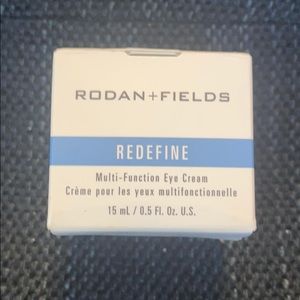 RODAN+FIELDS
REDEFINE
Multi-Function Eye Cream
Crème pour les yeux multifonctionnelle
15 mL / 0.5 Fl. Oz. U.S.